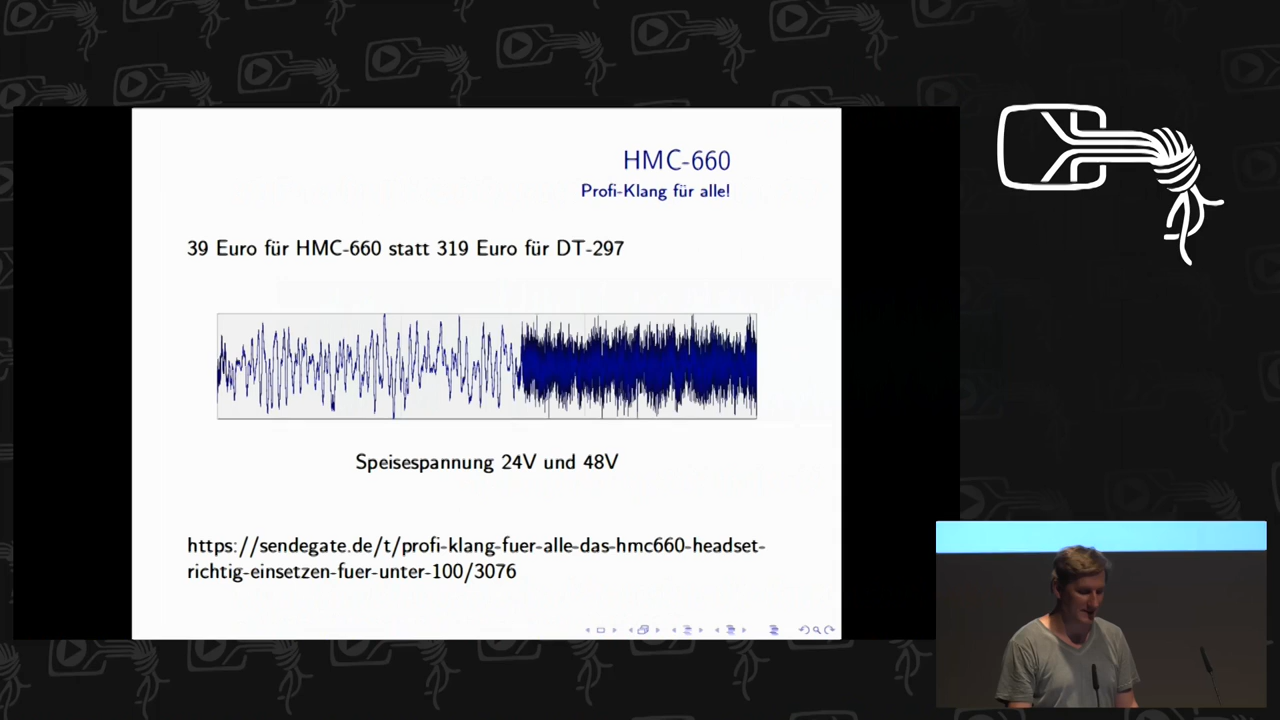 HMC-660
Profi-Klang für alle!
39 Euro für HMC-660 statt 319 Euro für DT-297
Speisespannung 24V und 48V
https://sendegate.de/t/profi-klang-fuer-alle-das-hmc660-headset-
richtig-einsetzen-fuer-unter-100/3076